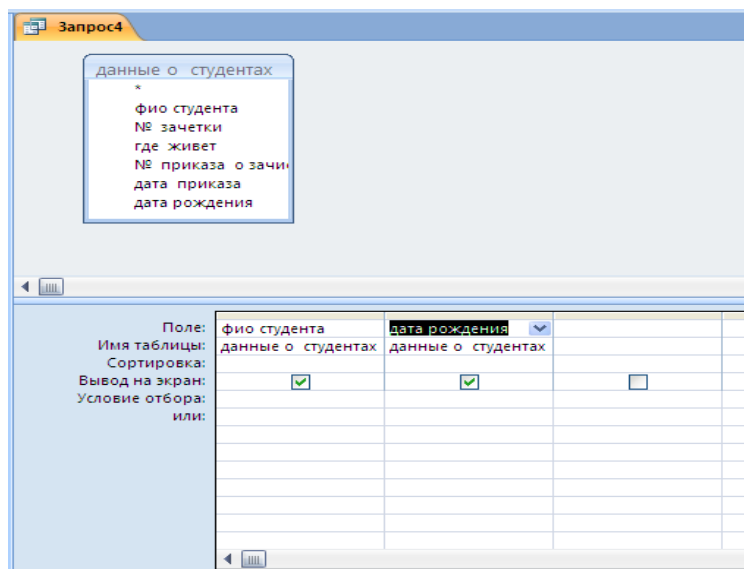 Запрос4
данные о студентах
*
фио студента
№ зачетки
где живет
№ приказа о зачи
дата приказа
дата рождения
Поле: фио студента дата рождения
Имя таблицы: данные о студентах данные о студентах
Сортировка:
Вывод на экран:
Условие отбора:
или: